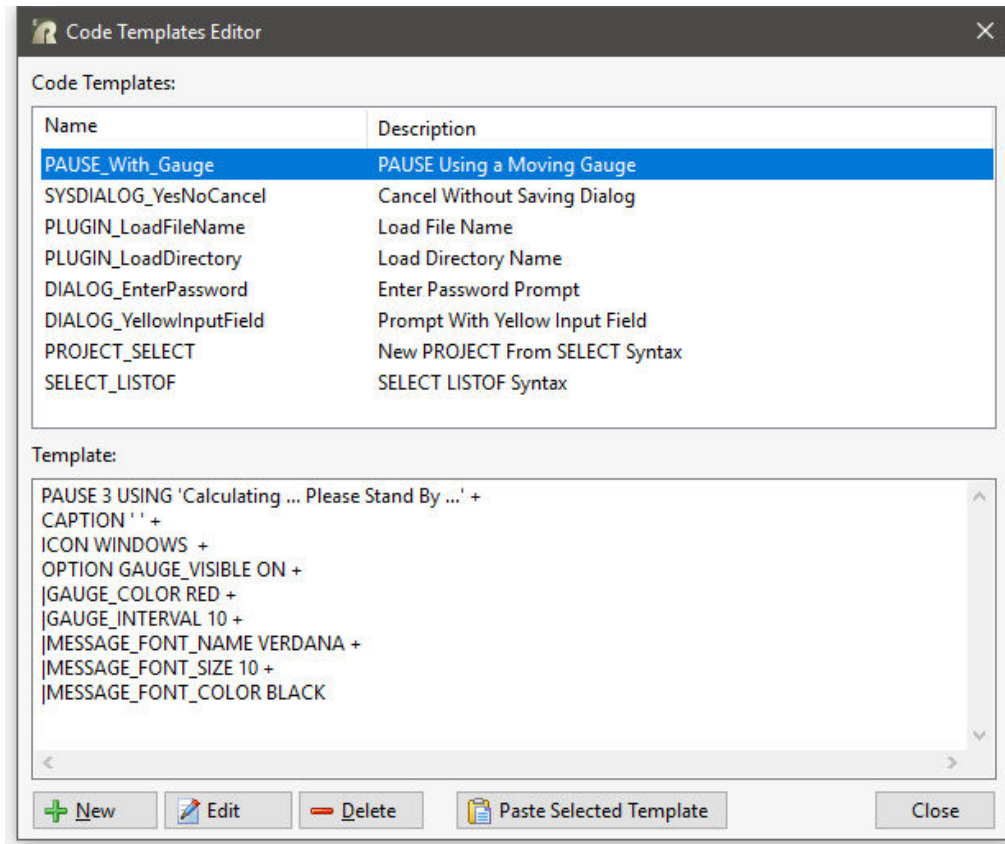 Code Templates Editor
Code Templates:
Name Description
PAUSE_With_Gauge PAUSE Using a Moving Gauge
SYSDIALOG_YesNoCancel Cancel Without Saving Dialog
PLUGIN_LoadFileName Load File Name
PLUGIN_LoadDirectory Load Directory Name
DIALOG_EnterPassword Enter Password Prompt
DIALOG_YellowInputField Prompt With Yellow Input Field
PROJECT_SELECT New PROJECT From SELECT Syntax
SELECT_LISTOF SELECT LISTOF Syntax
Template:
PAUSE 3 USING 'Calculating ... Please Stand By ...' +
CAPTION ' ' +
ICON WINDOWS +
OPTION GAUGE_VISIBLE ON +
|GAUGE_COLOR RED +
|GAUGE_INTERVAL 10 +
|MESSAGE_FONT_NAME VERDANA +
|MESSAGE_FONT_SIZE 10 +
|MESSAGE_FONT_COLOR BLACK
New Edit Delete Paste Selected Template Close